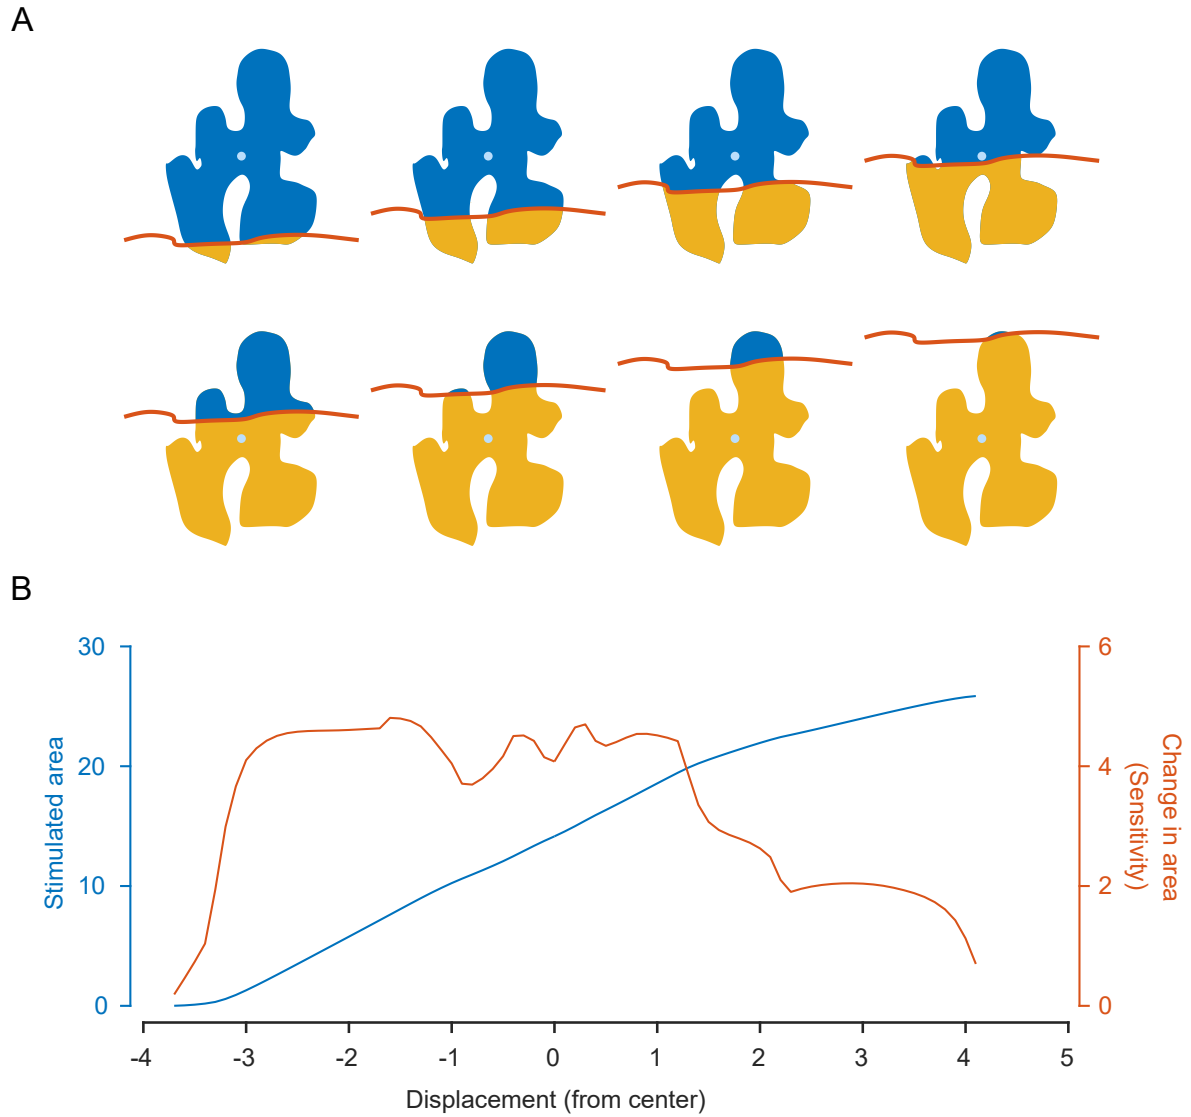 A
B
30
20
10
0
Stimulated area
6
4
2
0
Change in area
(Sensitivity)
-4 -3 -2 -1 0 1 2 3 4 5
Displacement (from center)